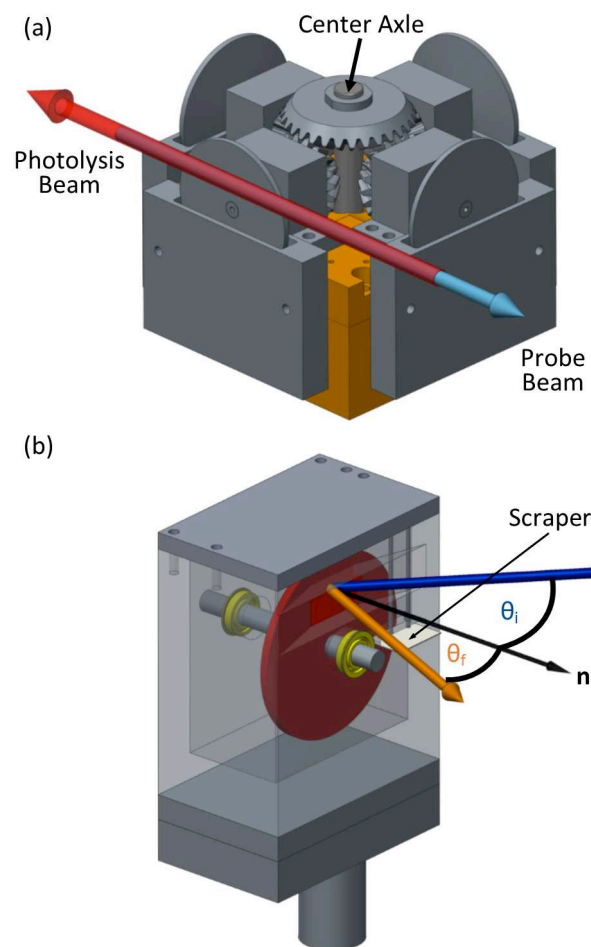 (a)
Center Axle
Photolysis
Beam
Probe
Beam
(b)
Scraper
θi
θf
n